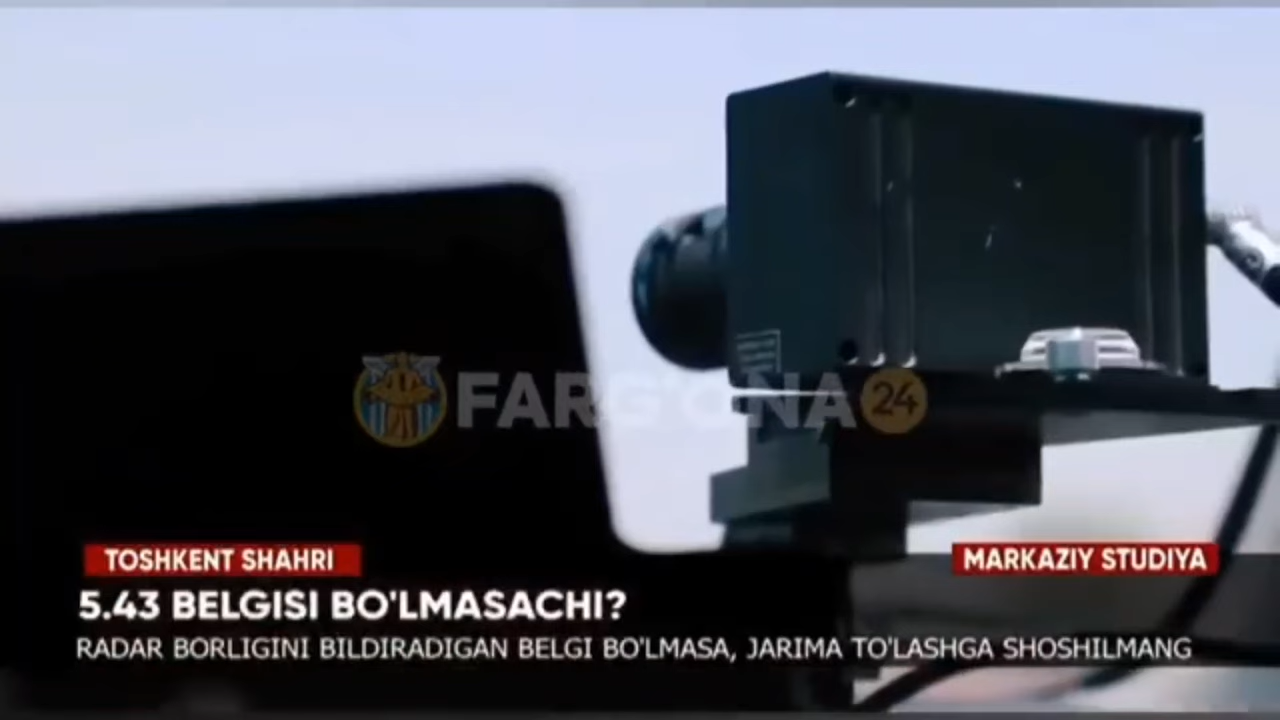 FARG'ONA 24
TOSHKENT SHAHRI
MARKAZIY STUDIYA
5.43 BELGISI BO'LMASACHI?
RADAR BORLIGINI BILDIRADIGAN BELGI BO'LMASA, JARIMA TO'LASHGA SHOSHILMANG